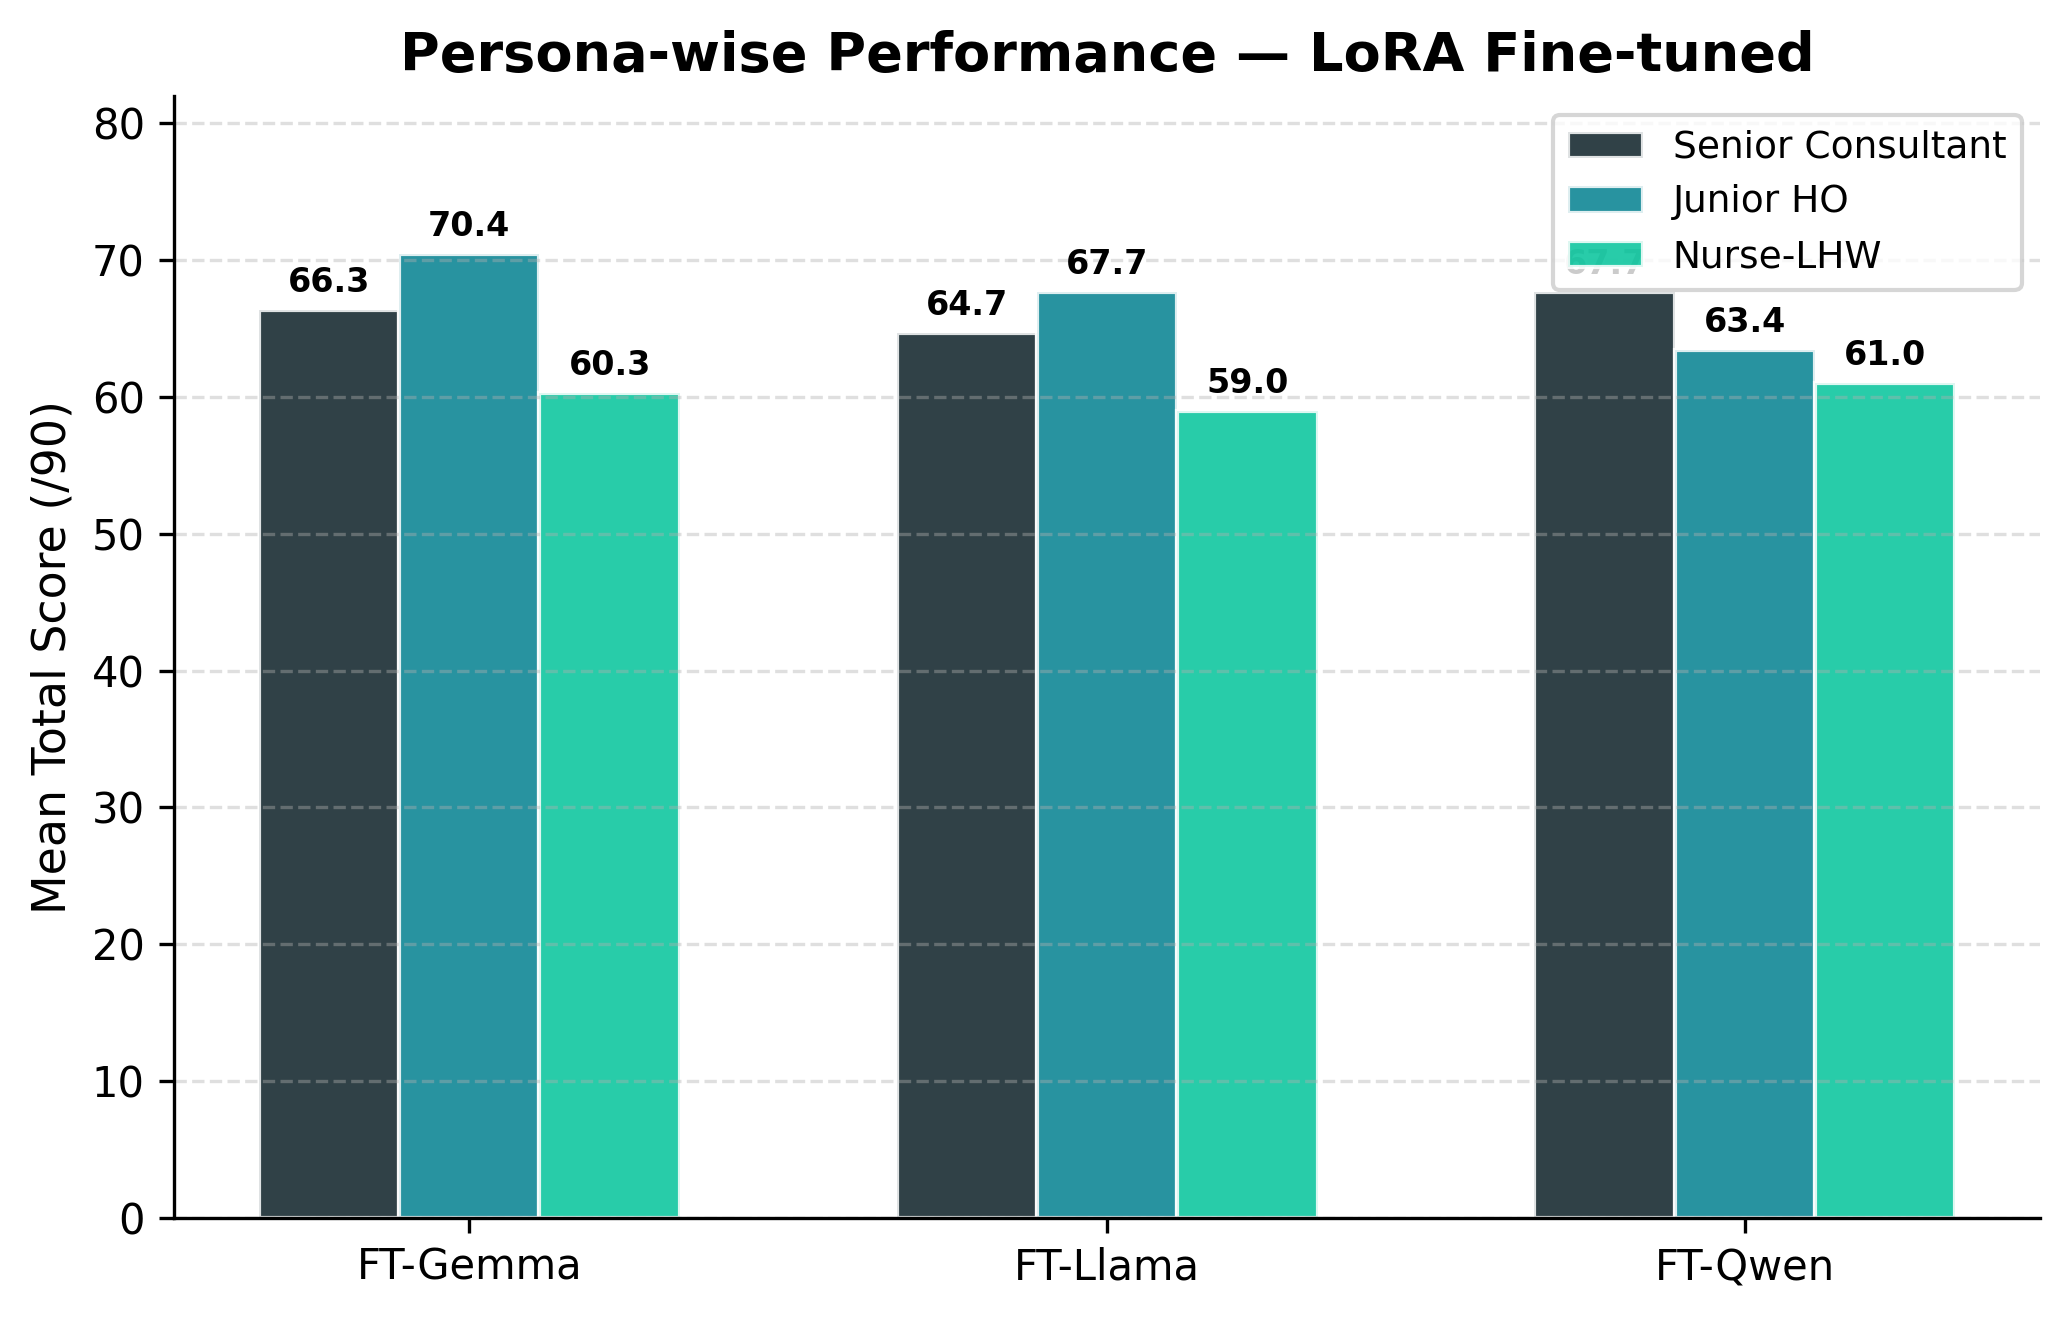 Persona-wise Performance — LoRA Fine-tuned
Mean Total Score (/90)
80
70
60
50
40
30
20
10
0
Senior Consultant
Junior HO
Nurse-LHW
66.3
70.4
60.3
64.7
67.7
59.0
67.7
63.4
61.0
FT-Gemma
FT-Llama
FT-Qwen